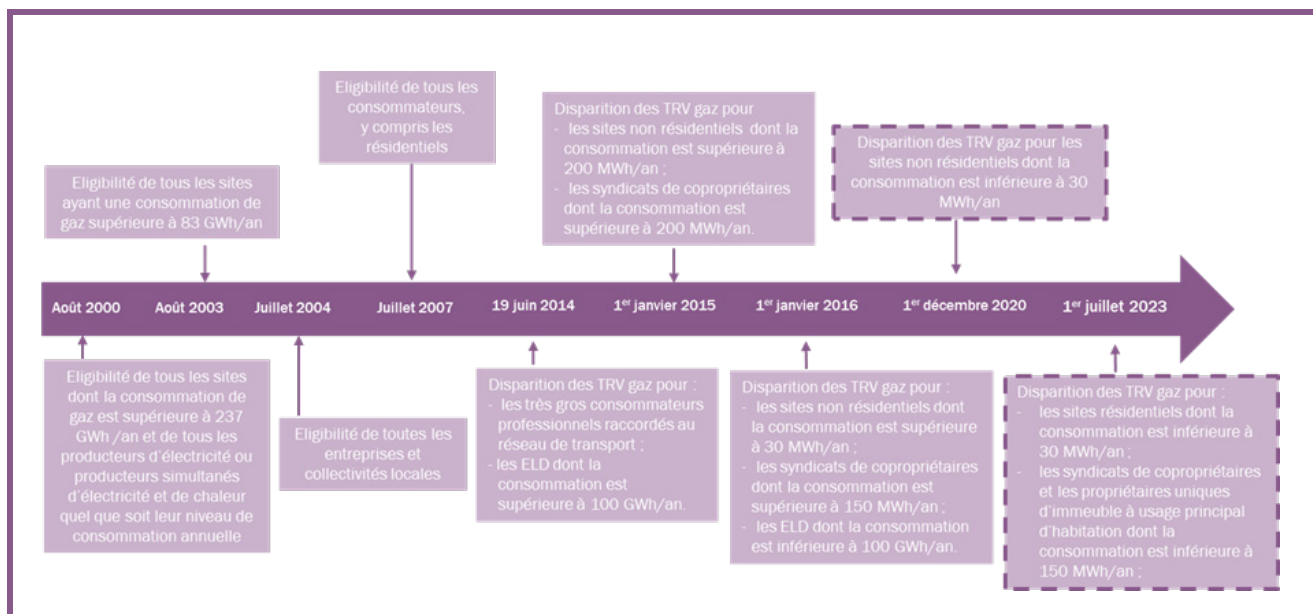 Eligibilité de tous les
consommateurs,
y compris les
résidentiels
Disparition des TRV gaz pour
- les sites non résidentiels dont la
consommation est supérieure à
200 MWh/an ;
- les syndicats de copropriétaires
dont la consommation est
supérieure à 200 MWh/an.
Disparition des TRV gaz pour les
sites non résidentiels dont la
consommation est inférieure à 30
MWh/an
Eligibilité de tous les sites
ayant une consommation de
gaz supérieure à 83 GWh/an
Août 2000
Août 2003
Juillet 2004
Juillet 2007
19 juin 2014
1er janvier 2015
1er janvier 2016
1er décembre 2020
1er juillet 2023
Eligibilité de tous les sites
dont la consommation de
gaz est supérieure à 237
GWh /an et de tous les
producteurs d'électricité ou
producteurs simultanés
d'électricité et de chaleur
quel que soit leur niveau de
consommation annuelle
Eligibilité de toutes les
entreprises et
collectivités locales
Disparition des TRV gaz pour :
- les très gros consommateurs
professionnels raccordés au
réseau de transport ;
- les ELD dont la
consommation est
supérieure à 100 GWh/an.
Disparition des TRV gaz pour :
- les sites non résidentiels dont
la consommation est supérieure
à 30 MWh/an ;
- les syndicats de copropriétaires
dont la consommation est
supérieure à 150 MWh/an ;
- les ELD dont la consommation
est inférieure à 100 GWh/an.
Disparition des TRV gaz pour :
- les sites résidentiels dont la
consommation est inférieure à
30 MWh/an ;
- les syndicats de copropriétaires
et les propriétaires uniques
d'immeuble à usage principal
d'habitation dont la
consommation est inférieure à
150 MWh/an ;